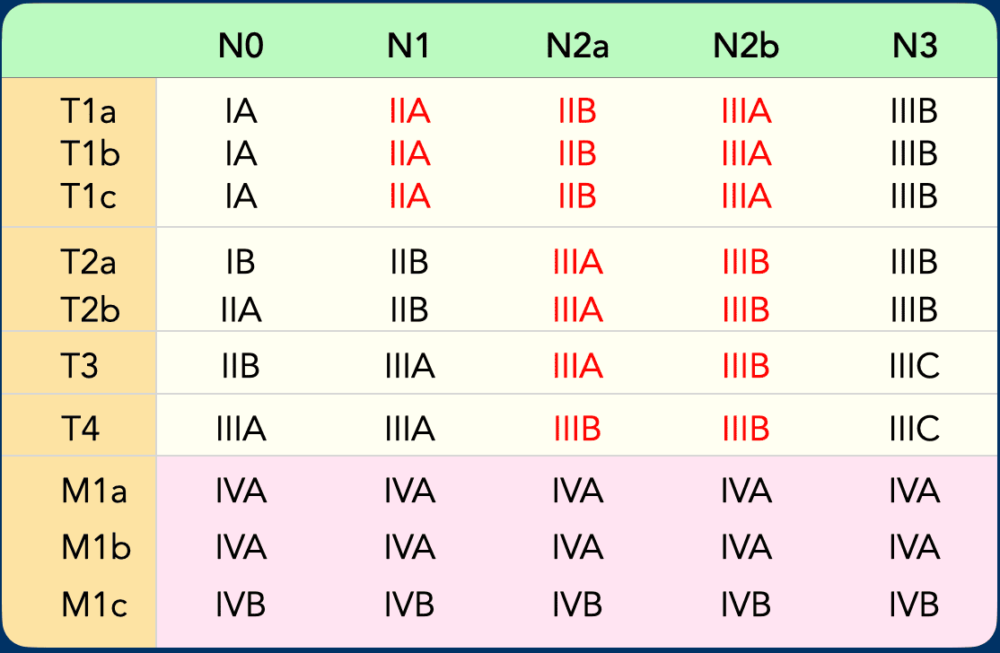 N0 N1 N2a N2b N3
T1a IA IIA IIB IIIA IIIB
T1b IA IIA IIB IIIA IIIB
T1c IA IIA IIB IIIA IIIB
T2a IB IIB IIIA IIIB IIIB
T2b IIA IIB IIIA IIIB IIIB
T3 IIB IIIA IIIA IIIB IIIC
T4 IIIA IIIA IIIB IIIB IIIC
M1a IVA IVA IVA IVA IVA
M1b IVA IVA IVA IVA IVA
M1c IVB IVB IVB IVB IVB